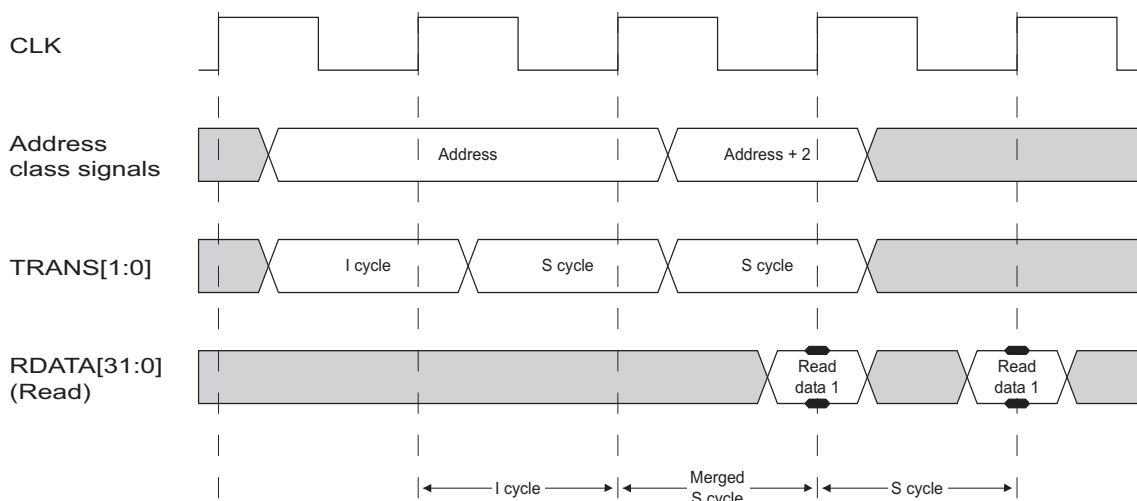 CLK
Address
class signals
Address
Address + 2
TRANS[1:0]
I cycle
S cycle
S cycle
RDATA[31:0]
(Read)
Read
data 1
Read
data 1
I cycle
Merged
S cycle
S cycle